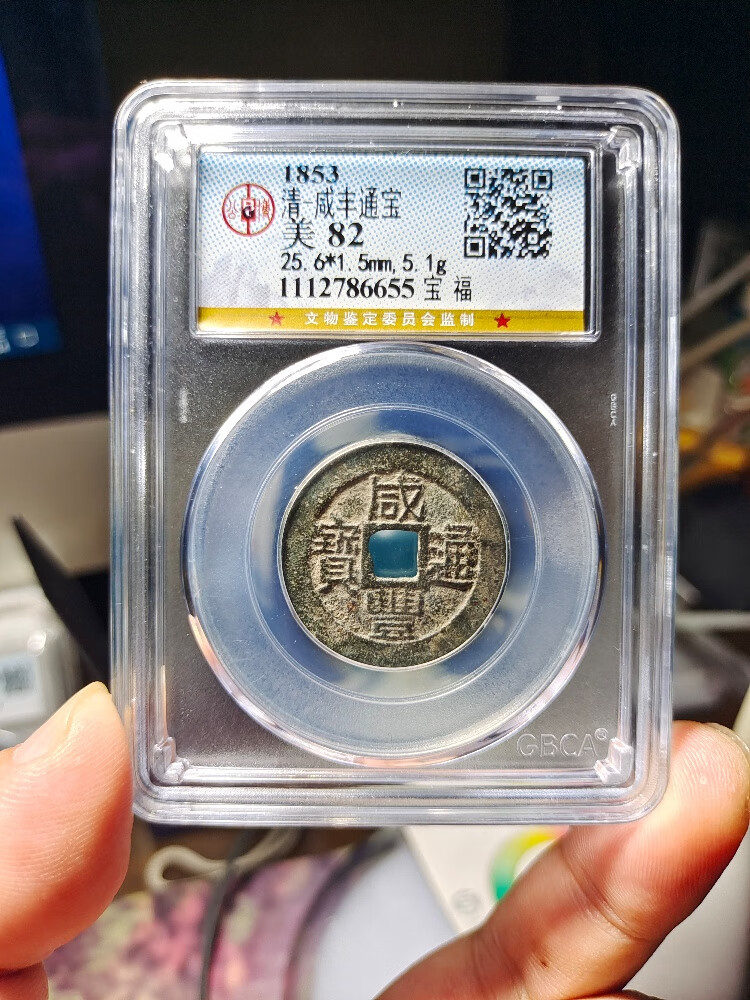 1853
清-咸丰通宝
美 82
25.6*1.5mm,5.1g
1112786655 宝 福
★ 文物鉴定委员会监制 ★
咸
寶 通
豐
GBCA®